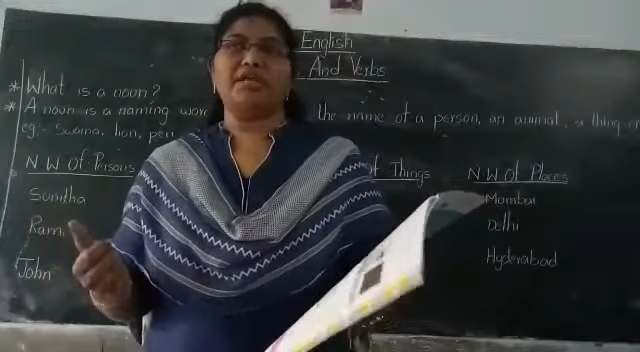 English
And Verbs
* What is a noun?
* A noun is a naming word the name of a person, an animal, a thing or
eg:- Swarna, lion, pen
N W Of Persons of Things N.W.Of Places
Sunitha Mumbai
Ram Delhi
John Hyderabad